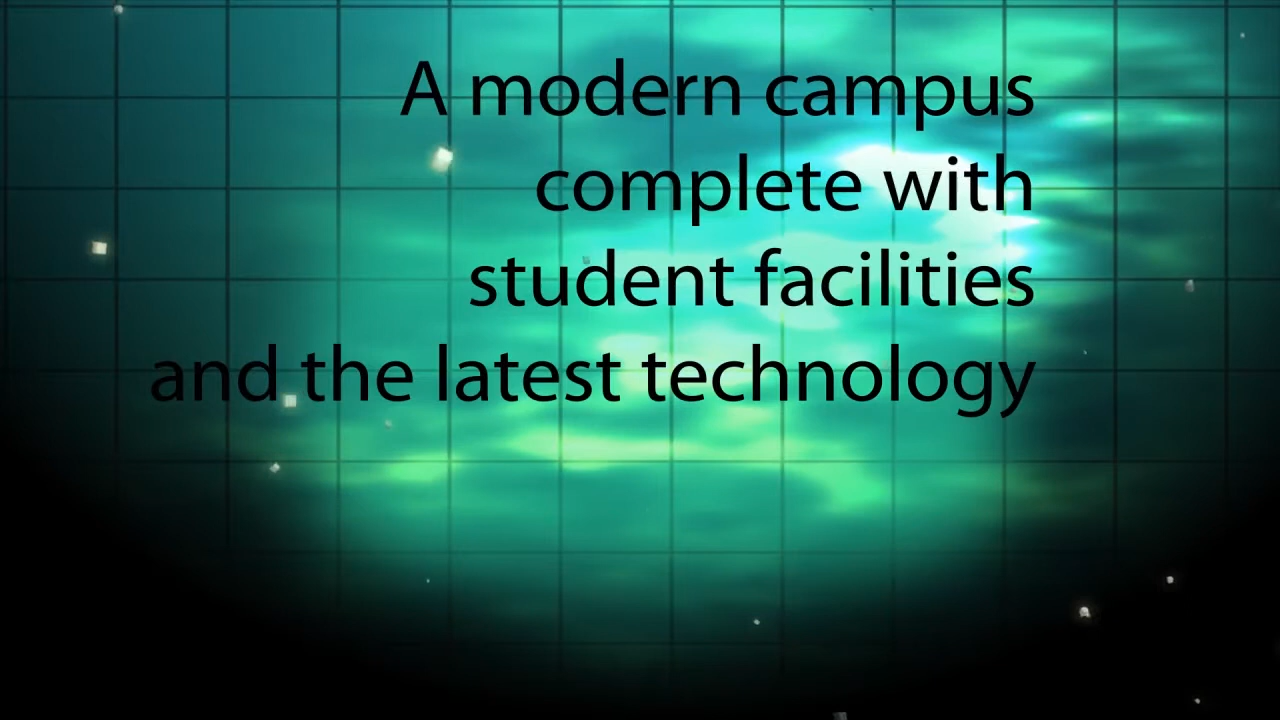 A modern campus
complete with
student facilities
and the latest technology